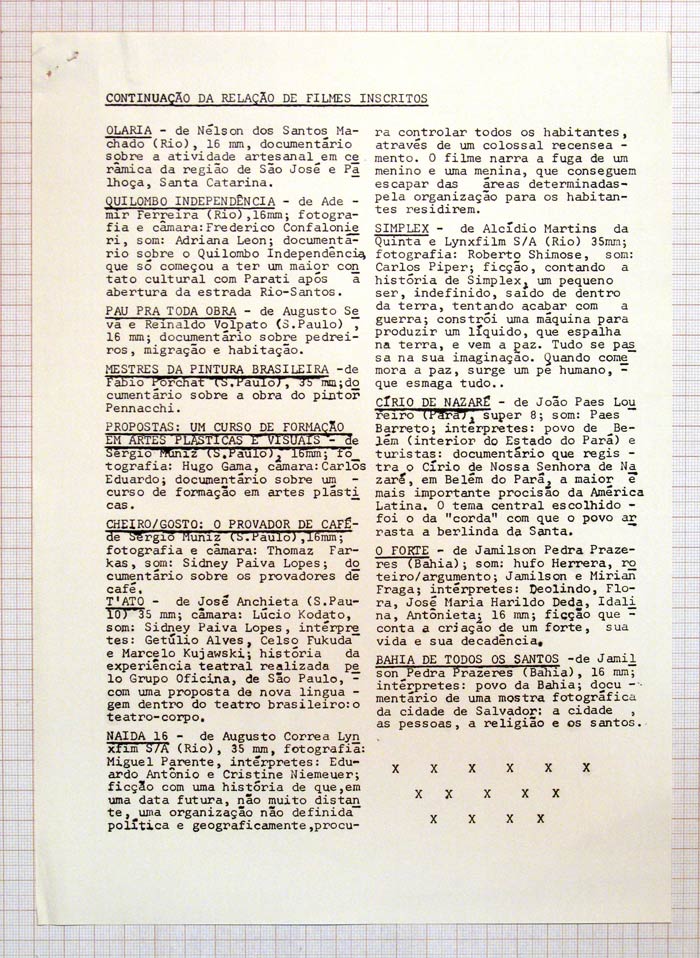 CONTINUAÇÃO DA RELAÇÃO DE FILMES INSCRITOS
OLARIA - de Nélson dos Santos Ma-
chado (Rio), 16 mm, documentário
sobre a atividade artesanal em ce
râmica da região de São José e Pa
lhoça, Santa Catarina.
QUILOMBO INDEPENDÊNCIA - de Ade -
mir Ferreira (Rio),16mm; fotogra-
fia e câmara:Frederico Confalonie
ri, som: Adriana Leon; documentá-
rio sobre o Quilombo Independência,
que só começou a ter um maior con
tato cultural com Parati após a
abertura da estrada Rio-Santos.
PAU PRA TODA OBRA - de Augusto Se
va e Reinaldo Volpato (S.Paulo) ,
16 mm; documentário sobre pedrei-
ros, migração e habitação.
MESTRES DA PINTURA BRASILEIRA -de
Fábio Porchat (S.Paulo), 35 mm;do
cumentário sobre a obra do pintor
Pennacchi.
PROPOSTAS: UM CURSO DE FORMAÇÃO
EM ARTES PLÁSTICAS E VISUAIS - de
Sérgio Muniz (S.Paulo), 16mm; fo
tografia: Hugo Gama, câmara:Carlos
Eduardo; documentário sobre um -
curso de formação em artes plásti
cas.
CHEIRO/GOSTO: O PROVADOR DE CAFÉ-
de Sérgio Muniz (S.Paulo),16mm;
fotografia e câmara: Thomaz Far-
kas, som: Sidney Paiva Lopes; do
cumentário sobre os provadores de
café.
T'ATO - de José Anchieta (S.Pau-
lo) 35 mm; câmara: Lúcio Kodato,
som: Sidney Paiva Lopes, intérpre
tes: Getúlio Alves, Celso Fukuda
e Marcelo Kujawski; história da
experiência teatral realizada pe
lo Grupo Oficina, de São Paulo, -
com uma proposta de nova lingua -
gem dentro do teatro brasileiro:o
teatro-corpo.
NAIDA 16 - de Augusto Correa Lyn
xfim S/A (Rio), 35 mm, fotografia:
Miguel Parente, intérpretes: Edu-
ardo Antônio e Cristine Niemeuer;
ficção com uma história de que,em
uma data futura, não muito distan
te, uma organização não definida
política e geograficamente,procu-
ra controlar todos os habitantes,
através de um colossal recensea -
mento. O filme narra a fuga de um
menino e uma menina, que conseguem
escapar das áreas determinadas-
pela organização para os habitan-
tes residirem.
SIMPLEX - de Alcídio Martins da
Quinta e Lynxfilm S/A (Rio) 35mm;
fotografia: Roberto Shimose, som:
Carlos Piper; ficção, contando a
história de Simplex, um pequeno
ser, indefinido, saído de dentro
da terra, tentando acabar com a
guerra; constrói uma máquina para
produzir um líquido, que espalha
na terra, e vem a paz. Tudo se pas
sa na sua imaginação. Quando come
mora a paz, surge um pé humano, -
que esmaga tudo..
CÍRIO DE NAZARÉ - de João Paes Lou
reiro (Pará), super 8; som: Paes
Barreto; intérpretes: povo de Be-
lém (interior do Estado do Pará) e
turistas: documentário que regis -
tra o Círio de Nossa Senhora de Na
zaré, em Belém do Pará, a maior e
mais importante procisão da América
Latina. O tema central escolhido -
foi o da "corda" com que o povo ar
rasta a berlinda da Santa.
O FORTE - de Jamilson Pedra Praze-
res (Bahia); som: hufo Herrera, ro
teiro/argumento; Jamilson e Mirian
Fraga; intérpretes: Deolindo, Flo-
ra, José Maria Harildo Deda, Idali
na, Antônieta; 16 mm; ficção que -
conta a criação de um forte, sua
vida e sua decadência.
BAHIA DE TODOS OS SANTOS -de Jamil
son Pedra Prazeres (Bahia), 16 mm;
intérpretes: povo da Bahia; docu -
mentário de uma mostra fotográfica
da cidade de Salvador: a cidade ,
as pessoas, a religião e os santos.
X X X X X X
X X X X X
X X X X